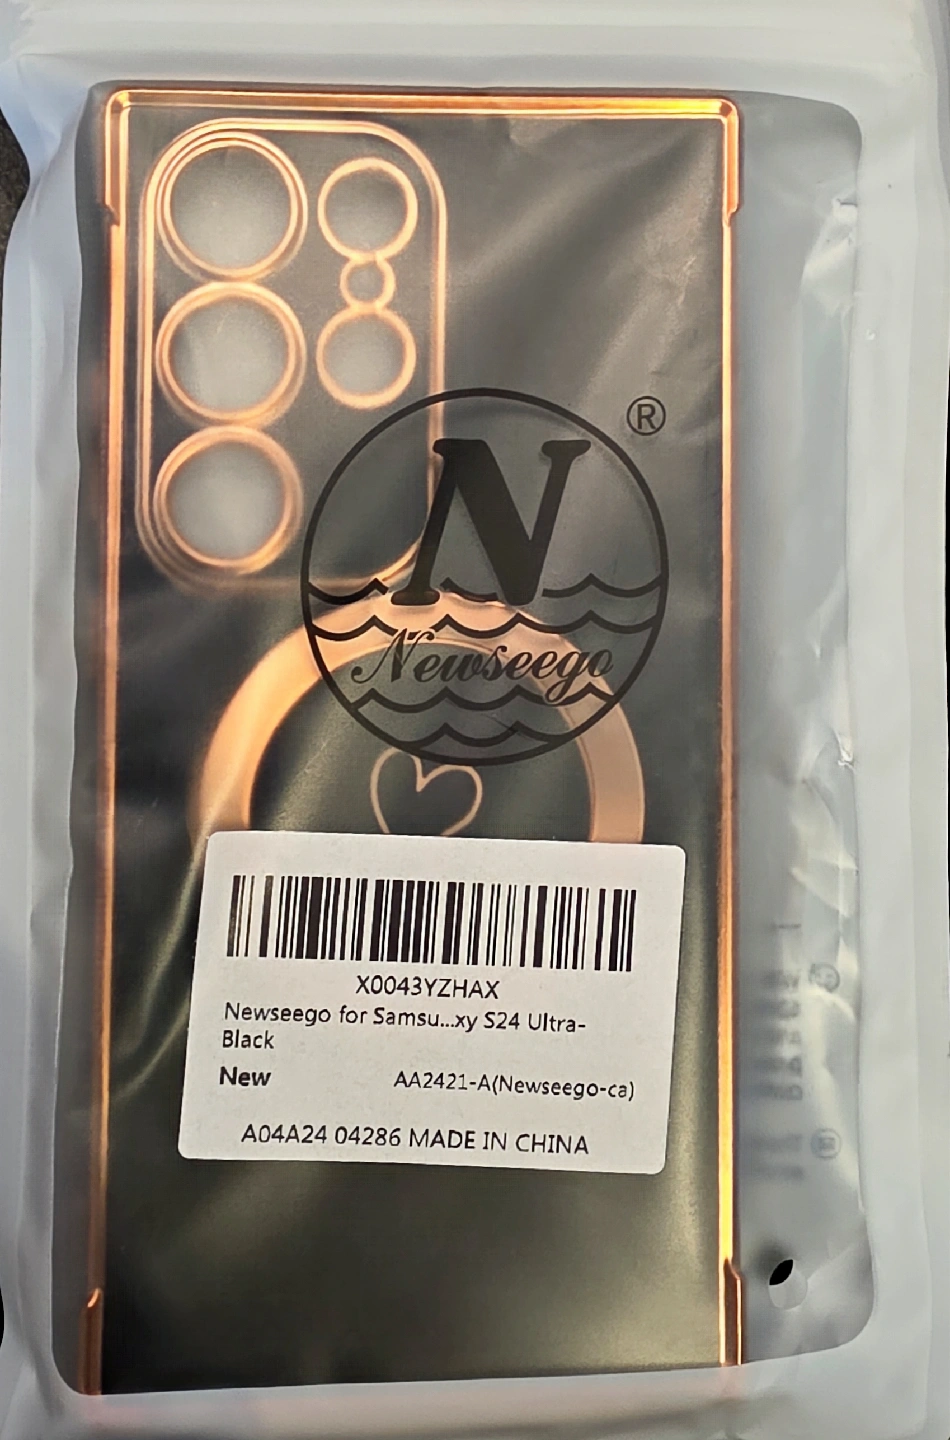 ®
N
Newseego
X0043YZHAX
Newseego for Samsu...xy S24 Ultra-
Black
New AA2421-A(Newseego-ca)
A04A24 04286 MADE IN CHINA